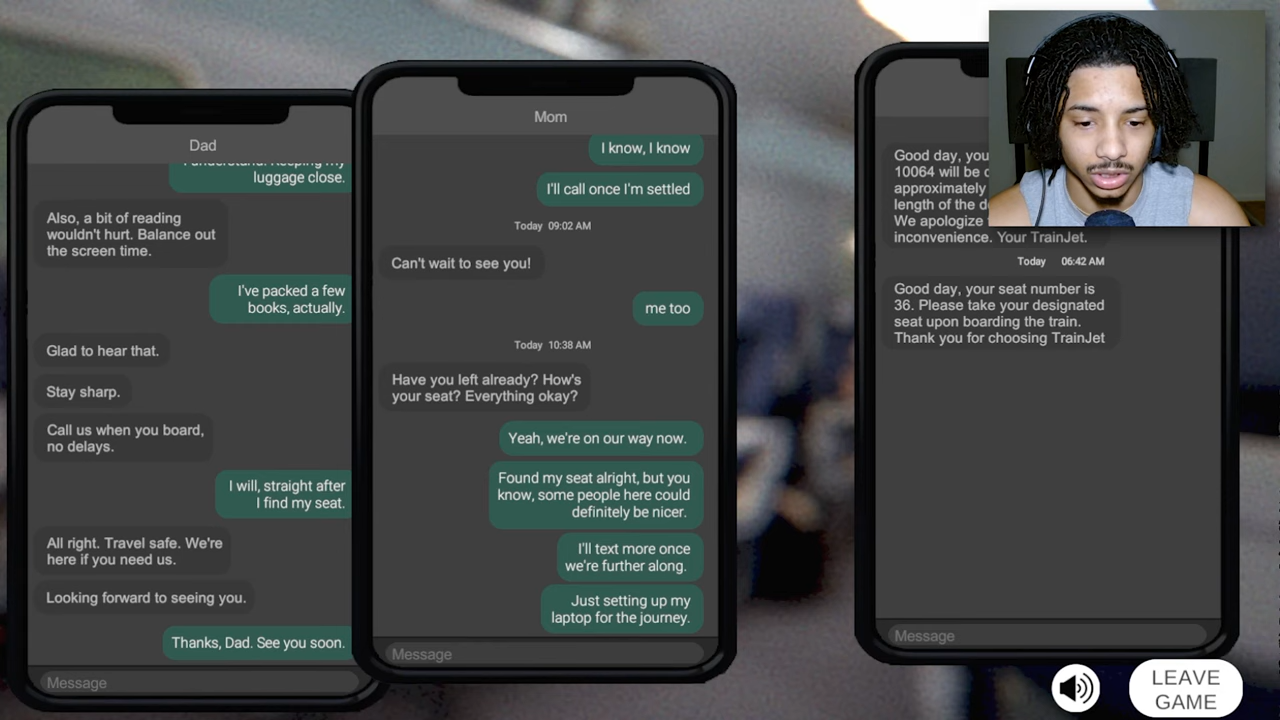 Dad
luggage close.
Also, a bit of reading
wouldn't hurt. Balance out
the screen time.
I've packed a few
books, actually.
Glad to hear that.
Stay sharp.
Call us when you board,
no delays.
I will, straight after
I find my seat.
All right. Travel safe. We're
here if you need us.
Looking forward to seeing you.
Thanks, Dad. See you soon.
Message
Mom
I know, I know
I'll call once I'm settled
Today 09:02 AM
Can't wait to see you!
me too
Today 10:38 AM
Have you left already? How's
your seat? Everything okay?
Yeah, we're on our way now.
Found my seat alright, but you
know, some people here could
definitely be nicer.
I'll text more once
we're further along.
Just setting up my
laptop for the journey.
Message
Good day, you
10064 will be
approximately
length of the
We apologize
inconvenience. Your TrainJet.
Today 06:42 AM
Good day, your seat number is
36. Please take your designated
seat upon boarding the train.
Thank you for choosing TrainJet
Message
LEAVE
GAME